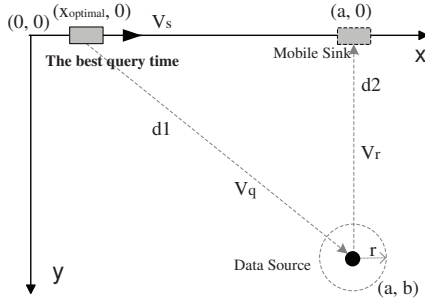 (0, 0)
(xoptimal, 0)
Vs
(a, 0)
The best query time
Mobile Sink
x
d1
d2
Vq
Vr
Data Source
r
(a, b)
y